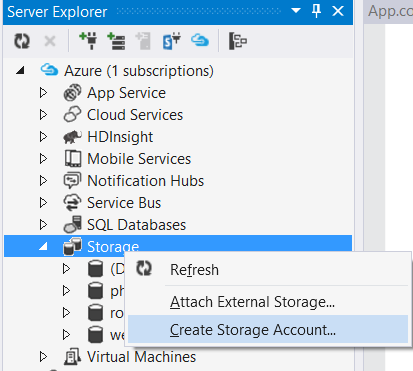 Server Explorer
App.co
Azure (1 subscriptions)
App Service
Cloud Services
HDInsight
Mobile Services
Notification Hubs
Service Bus
SQL Databases
Storage
(D
Refresh
ph
Attach External Storage...
ro
we
Create Storage Account...
Virtual Machines